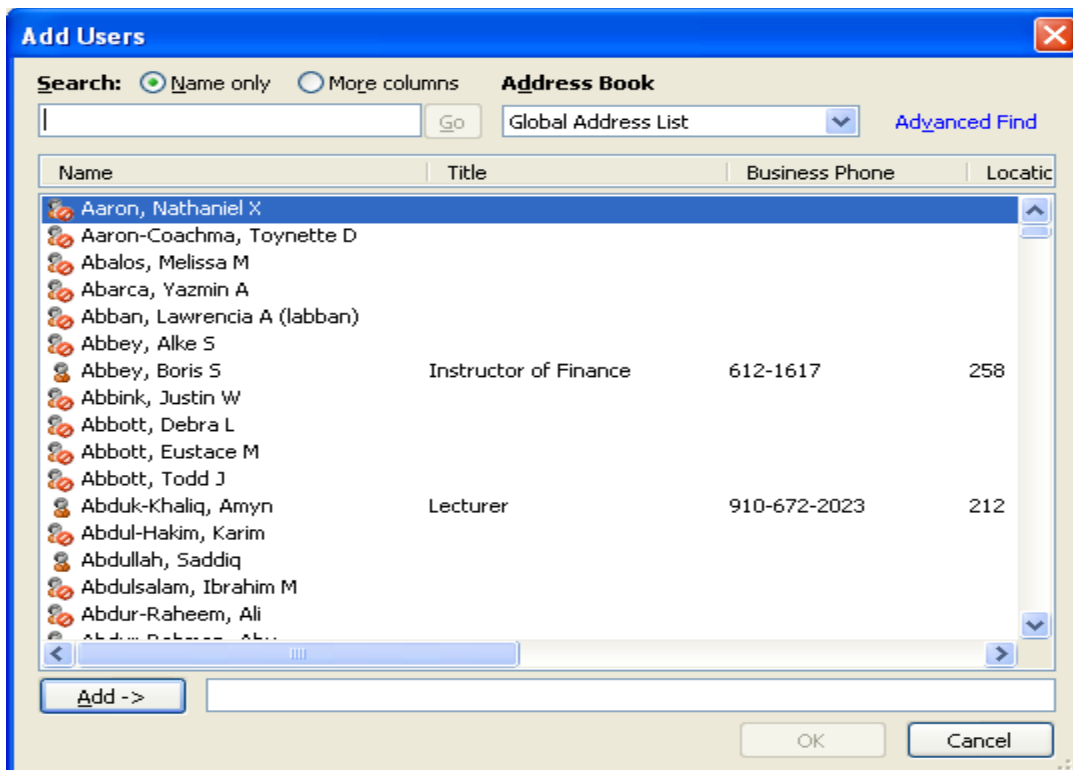 Add Users
Search: Name only More columns Address Book
Go Global Address List Advanced Find
Name Title Business Phone Locatic
Aaron, Nathaniel X
Aaron-Coachma, Toynette D
Abalos, Melissa M
Abarca, Yazmin A
Abban, Lawrencia A (labban)
Abbey, Alke S
Abbey, Boris S Instructor of Finance 612-1617 258
Abbink, Justin W
Abbott, Debra L
Abbott, Eustace M
Abbott, Todd J
Abduk-Khaliq, Amyn Lecturer 910-672-2023 212
Abdul-Hakim, Karim
Abdullah, Saddiq
Abdulsalam, Ibrahim M
Abdur-Raheem, Ali
Add ->
OK Cancel